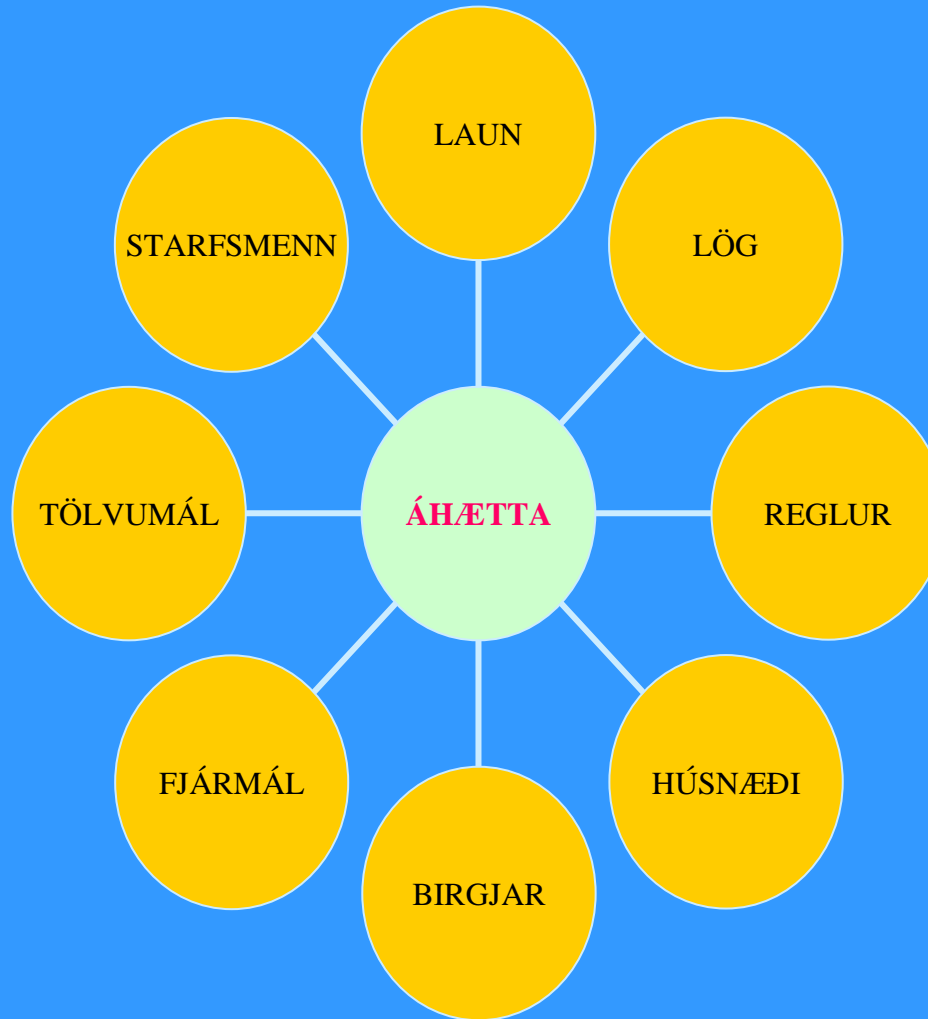 LAUN
STARFSMENN
LÖG
TÖLVUMÁL
ÁHÆTTA
REGLUR
FJÁRMÁL
HÚSNÆÐI
BIRGJAR